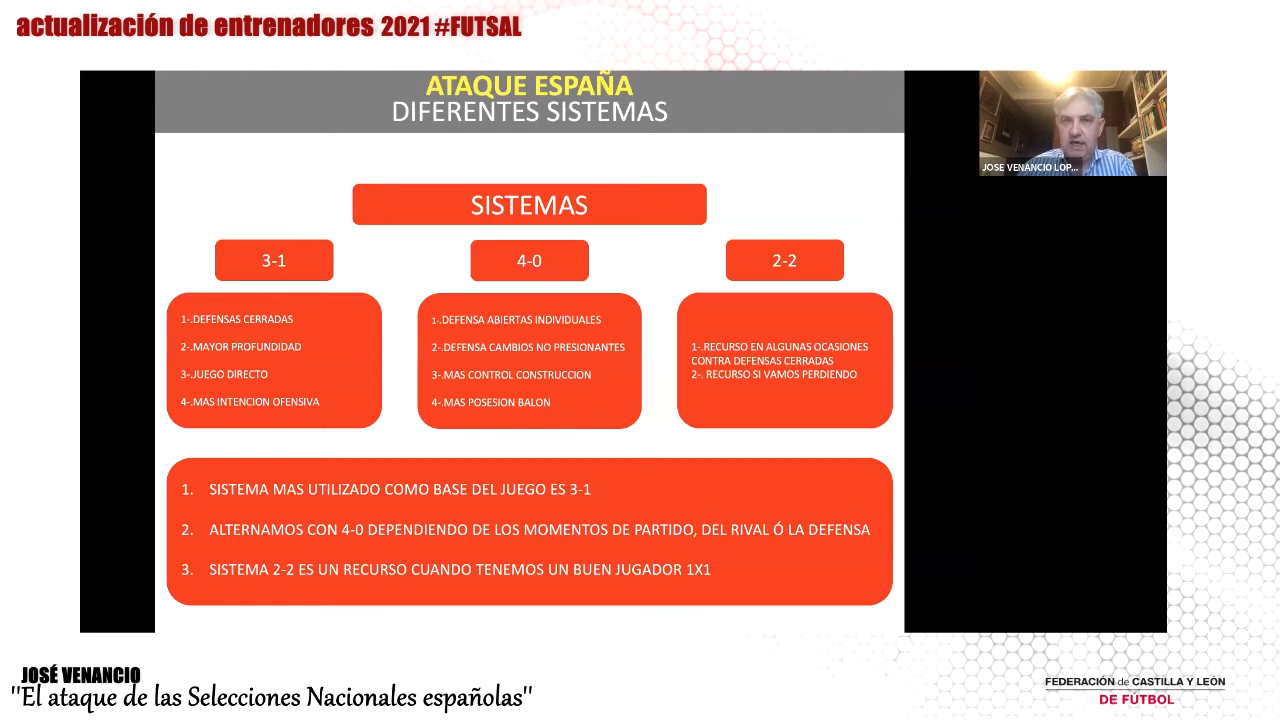 actualización de entrenadores 2021 #FUTSAL
ATAQUE ESPAÑA
DIFERENTES SISTEMAS
JOSE VENANCIO LOP...
SISTEMAS
3-1
4-0
2-2
1-.DEFENSAS CERRADAS
2-.MAYOR PROFUNDIDAD
3-.JUEGO DIRECTO
4-.MAS INTENCION OFENSIVA
1-.DEFENSA ABIERTAS INDIVIDUALES
2-.DEFENSA CAMBIOS NO PRESIONANTES
3-.MAS CONTROL CONSTRUCCION
4-.MAS POSESION BALON
1-.RECURSO EN ALGUNAS OCASIONES
CONTRA DEFENSAS CERRADAS
2-. RECURSO SI VAMOS PERDIENDO
1. SISTEMA MAS UTILIZADO COMO BASE DEL JUEGO ES 3-1
2. ALTERNAMOS CON 4-0 DEPENDIENDO DE LOS MOMENTOS DE PARTIDO, DEL RIVAL Ó LA DEFENSA
3. SISTEMA 2-2 ES UN RECURSO CUANDO TENEMOS UN BUEN JUGADOR 1X1
JOSÉ VENANCIO
"El ataque de las Selecciones Nacionales españolas"
FEDERACIÓN de CASTILLA Y LEÓN
DE FÚTBOL